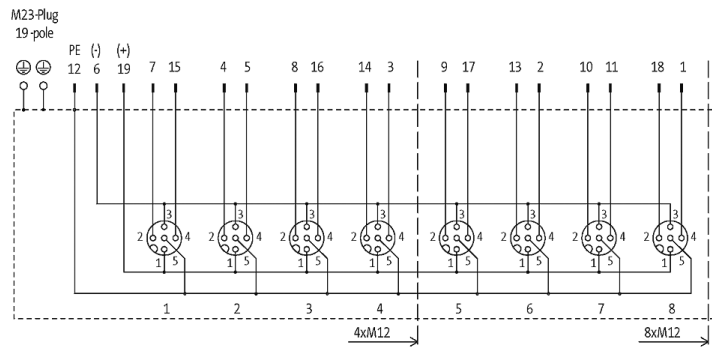 M23-Plug
19-pole
PE (-) (+)
12 6 19 7 15 4 5 8 16 14 3 9 17 13 2 10 11 18 1
3 3 3 3 3 3 3 3
2 4 2 4 2 4 2 4 2 4 2 4 2 4 2 4
1 5 1 5 1 5 1 5 1 5 1 5 1 5 1 5
1 2 3 4 5 6 7 8
4xM12 8xM12